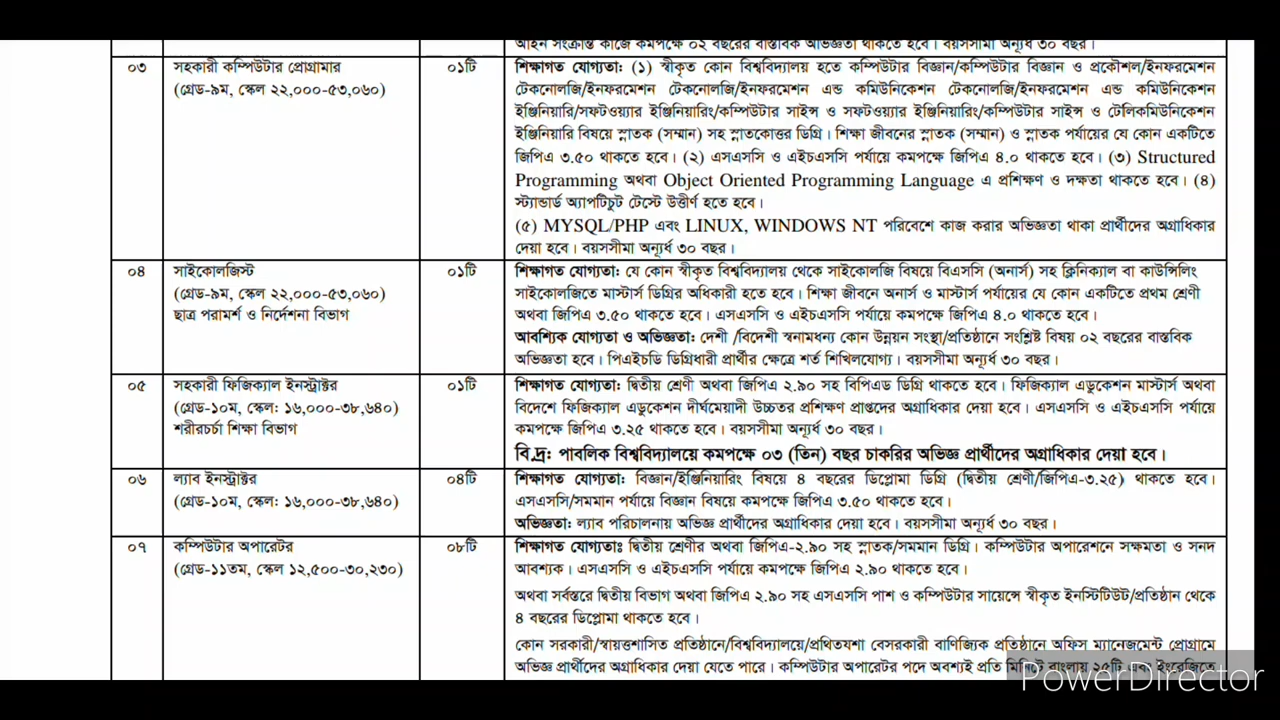 আইন সংক্রান্ত কাজে কমপক্ষে ০২ বছরের বাস্তবিক অভিজ্ঞতা থাকতে হবে। বয়সসীমা অন্যূর্ধ ৩০ বছর।
০৩ সহকারী কম্পিউটার প্রোগ্রামার ০১টি শিক্ষাগত যোগ্যতা: (১) স্বীকৃত কোন বিশ্ববিদ্যালয় হতে কম্পিউটার বিজ্ঞান/কম্পিউটার বিজ্ঞান ও প্রকৌশল/ইনফরমেশন
(গ্রেড-৯ম, স্কেল ২২,০০০-৫৩,০৬০) টেকনোলজি/ইনফরমেশন টেকনোলজি/ইনফরমেশন এন্ড কমিউনিকেশন টেকনোলজি/ইনফরমেশন এন্ড কমিউনিকেশন
ইঞ্জিনিয়ারি/সফটওয়্যার ইঞ্জিনিয়ারিং/কম্পিউটার সাইন্স ও সফটওয়্যার ইঞ্জিনিয়ারিং/কম্পিউটার সাইন্স ও টেলিকমিউনিকেশন
ইঞ্জিনিয়ারি বিষয়ে স্নাতক (সম্মান) সহ স্নাতকোত্তর ডিগ্রি। শিক্ষা জীবনের স্নাতক (সম্মান) ও স্নাতক পর্যায়ের যে কোন একটিতে
জিপিএ ৩.৫০ থাকতে হবে। (২) এসএসসি ও এইচএসসি পর্যায়ে কমপক্ষে জিপিএ ৪.০ থাকতে হবে। (৩) Structured
Programming অথবা Object Oriented Programming Language এ প্রশিক্ষণ ও দক্ষতা থাকতে হবে। (৪)
স্ট্যান্ডার্ড অ্যাপটিচুট টেস্টে উত্তীর্ণ হতে হবে।
(৫) MYSQL/PHP এবং LINUX, WINDOWS NT পরিবেশে কাজ করার অভিজ্ঞতা থাকা প্রার্থীদের অগ্রাধিকার
দেয়া হবে। বয়সসীমা অন্যূর্ধ ৩০ বছর।
০৪ সাইকোলজিস্ট ০১টি শিক্ষাগত যোগ্যতা: যে কোন স্বীকৃত বিশ্ববিদ্যালয় থেকে সাইকোলজি বিষয়ে বিএসসি (অনার্স) সহ ক্লিনিক্যাল বা কাউন্সিলিং
(গ্রেড-৯ম, স্কেল ২২,০০০-৫৩,০৬০) সাইকোলজিতে মাস্টার্স ডিগ্রির অধিকারী হতে হবে। শিক্ষা জীবনে অনার্স ও মাস্টার্স পর্যায়ের যে কোন একটিতে প্রথম শ্রেণী
ছাত্র পরামর্শ ও নির্দেশনা বিভাগ অথবা জিপিএ ৩.৫০ থাকতে হবে। এসএসসি ও এইচএসসি পর্যায়ে কমপক্ষে জিপিএ ৪.০ থাকতে হবে।
আবশ্যিক যোগ্যতা ও অভিজ্ঞতা: দেশী /বিদেশী স্বনামধন্য কোন উন্নয়ন সংস্থা/প্রতিষ্ঠানে সংশ্লিষ্ট বিষয় ০২ বছরের বাস্তবিক
অভিজ্ঞতা হবে। পিএইচডি ডিগ্রিধারী প্রার্থীর ক্ষেত্রে শর্ত শিথিলযোগ্য। বয়সসীমা অন্যূর্ধ ৩০ বছর।
০৫ সহকারী ফিজিক্যাল ইনস্ট্রাক্টর ০১টি শিক্ষাগত যোগ্যতা: দ্বিতীয় শ্রেণী অথবা জিপিএ ২.৯০ সহ বিপিএড ডিগ্রি থাকতে হবে। ফিজিক্যাল এডুকেশন মাস্টার্স অথবা
(গ্রেড-১০ম, স্কেল: ১৬,০০০-৩৮,৬৪০) বিদেশে ফিজিক্যাল এডুকেশন দীর্ঘমেয়াদী উচ্চতর প্রশিক্ষণ প্রাপ্তদের অগ্রাধিকার দেয়া হবে। এসএসসি ও এইচএসসি পর্যায়ে
শরীরচর্চা শিক্ষা বিভাগ কমপক্ষে জিপিএ ৩.২৫ থাকতে হবে। বয়সসীমা অন্যূর্ধ ৩০ বছর।
বি.দ্র: পাবলিক বিশ্ববিদ্যালয়ে কমপক্ষে ০৩ (তিন) বছর চাকরির অভিজ্ঞ প্রার্থীদের অগ্রাধিকার দেয়া হবে।
০৬ ল্যাব ইনস্ট্রাক্টর ০৪টি শিক্ষাগত যোগ্যতা: বিজ্ঞান/ইঞ্জিনিয়ারিং বিষয়ে ৪ বছরের ডিপ্লোমা ডিগ্রি (দ্বিতীয় শ্রেণী/জিপিএ-৩.২৫) থাকতে হবে।
(গ্রেড-১০ম, স্কেল: ১৬,০০০-৩৮,৬৪০) এসএসসি/সমমান পর্যায়ে বিজ্ঞান বিষয়ে কমপক্ষে জিপিএ ৩.৫০ থাকতে হবে।
অভিজ্ঞতা: ল্যাব পরিচালনায় অভিজ্ঞ প্রার্থীদের অগ্রাধিকার দেয়া হবে। বয়সসীমা অন্যূর্ধ ৩০ বছর।
০৭ কম্পিউটার অপারেটর ০৮টি শিক্ষাগত যোগ্যতাঃ দ্বিতীয় শ্রেণীর অথবা জিপিএ-২.৯০ সহ স্নাতক/সমমান ডিগ্রি। কম্পিউটার অপারেশনে সক্ষমতা ও সনদ
(গ্রেড-১১তম, স্কেল ১২,৫০০-৩০,২৩০) আবশ্যক। এসএসসি ও এইচএসসি পর্যায়ে কমপক্ষে জিপিএ ২.৯০ থাকতে হবে।
অথবা সর্বস্তরে দ্বিতীয় বিভাগ অথবা জিপিএ ২.৯০ সহ এসএসসি পাশ ও কম্পিউটার সায়েন্সে স্বীকৃত ইনস্টিটিউট/প্রতিষ্ঠান থেকে
৪ বছরের ডিপ্লোমা থাকতে হবে।
কোন সরকারী/স্বায়ত্তশাসিত প্রতিষ্ঠানে/বিশ্ববিদ্যালয়ে/প্রথিতযশা বেসরকারী বাণিজ্যিক প্রতিষ্ঠানে অফিস ম্যানেজমেন্ট প্রোগ্রামে
অভিজ্ঞ প্রার্থীদের অগ্রাধিকার দেয়া যেতে পারে। কম্পিউটার অপারেটর পদে অবশ্যই প্রতি মিনিটে বাংলায় ২৫টি এবং ইংরেজিতে
PowerDirector